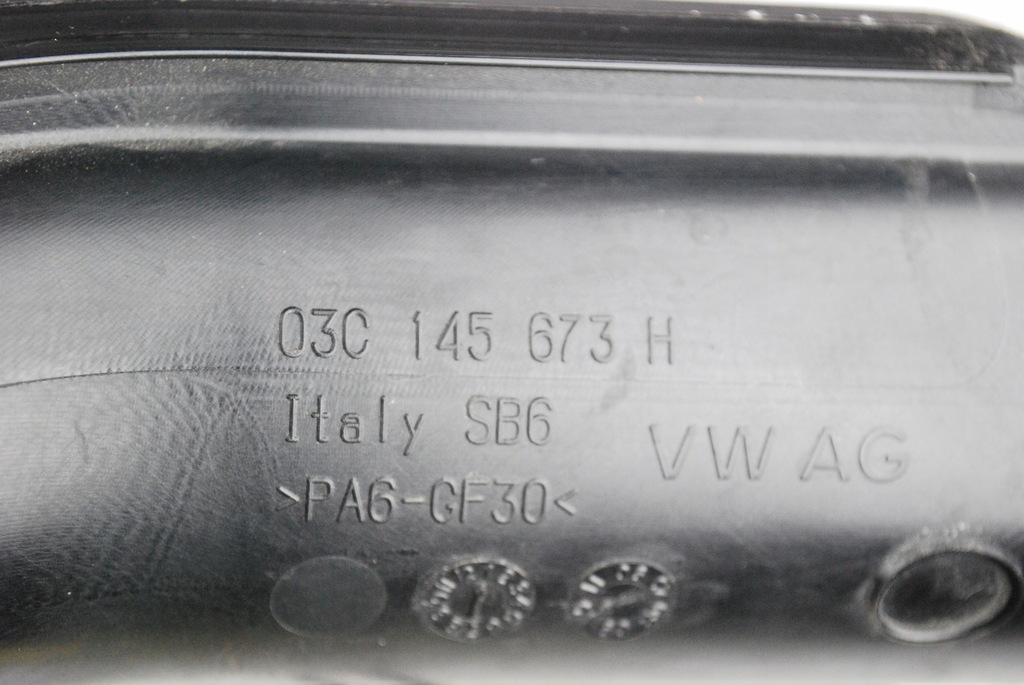 03C 145 673 H
Italy SB6
VW AG
>PA6-GF30<